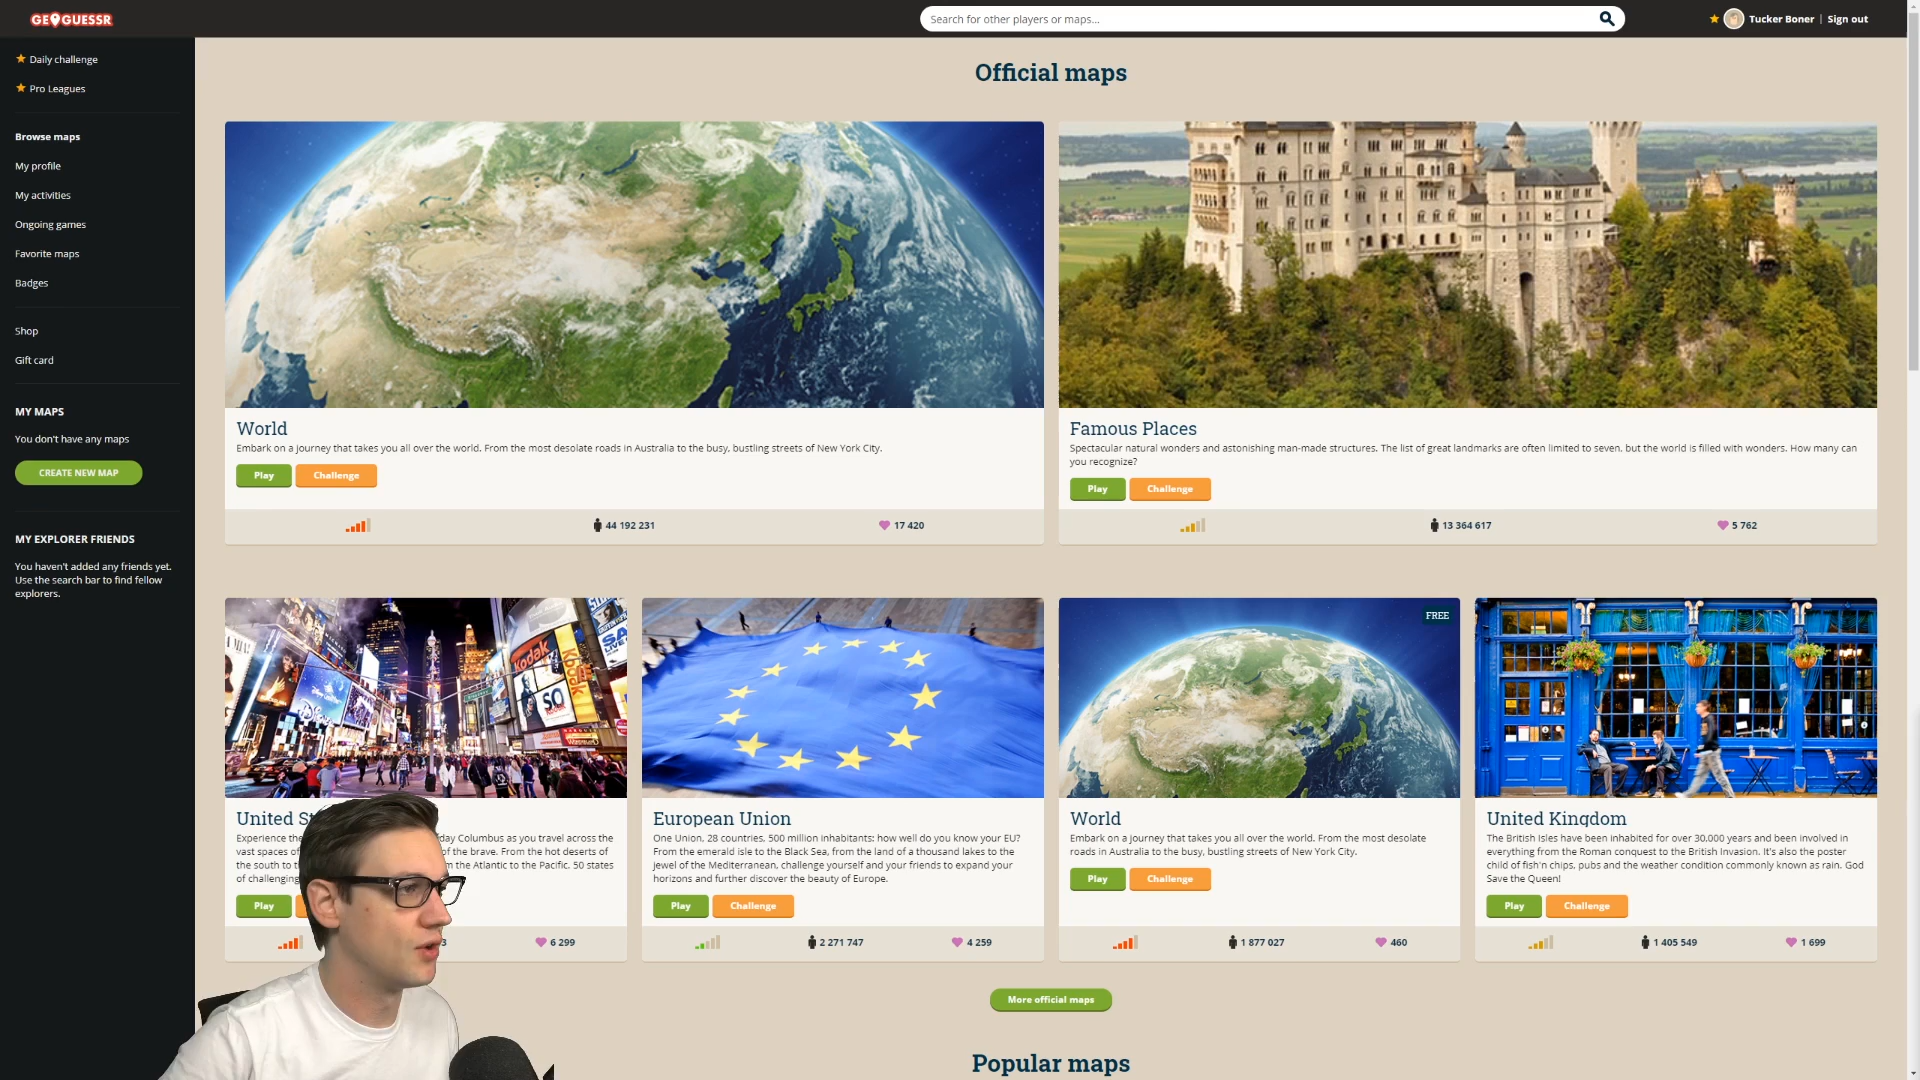 GEOGUESSR
Search for other players or maps...
Tucker Boner | Sign out
Daily challenge
Pro Leagues
Browse maps
My profile
My activities
Ongoing games
Favorite maps
Badges
Shop
Gift card
MY MAPS
You don't have any maps
CREATE NEW MAP
MY EXPLORER FRIENDS
You haven't added any friends yet.
Use the search bar to find fellow
explorers.
Official maps
World
Embark on a journey that takes you all over the world. From the most desolate roads in Australia to the busy, bustling streets of New York City.
Play Challenge
44 192 231 17 420
Famous Places
Spectacular natural wonders and astonishing man-made structures. The list of great landmarks are often limited to seven, but the world is filled with wonders. How many can
you recognize?
Play Challenge
13 364 617 5 762
Kodak
Kodak
SO
United
Experience the day Columbus as you travel across the
vast spaces of of the brave. From the hot deserts of
the south to the Atlantic to the Pacific. 50 states
of challenging
Play
3 6 299
European Union
One Union, 28 countries, 500 million inhabitants: how well do you know your EU?
From the emerald isle to the Black Sea, from the land of a thousand lakes to the
jewel of the Mediterranean, challenge yourself and your friends to expand your
horizons and further discover the beauty of Europe.
Play Challenge
2 271 747 4 259
FREE
World
Embark on a journey that takes you all over the world. From the most desolate
roads in Australia to the busy, bustling streets of New York City.
Play Challenge
1 877 027 460
United Kingdom
The British Isles have been inhabited for over 30,000 years and been involved in
everything from the Roman conquest to the British Invasion. It's also the poster
child of fish'n chips, pubs and the weather condition commonly known as rain. God
Save the Queen!
Play Challenge
1 405 549 1 699
More official maps
Popular maps